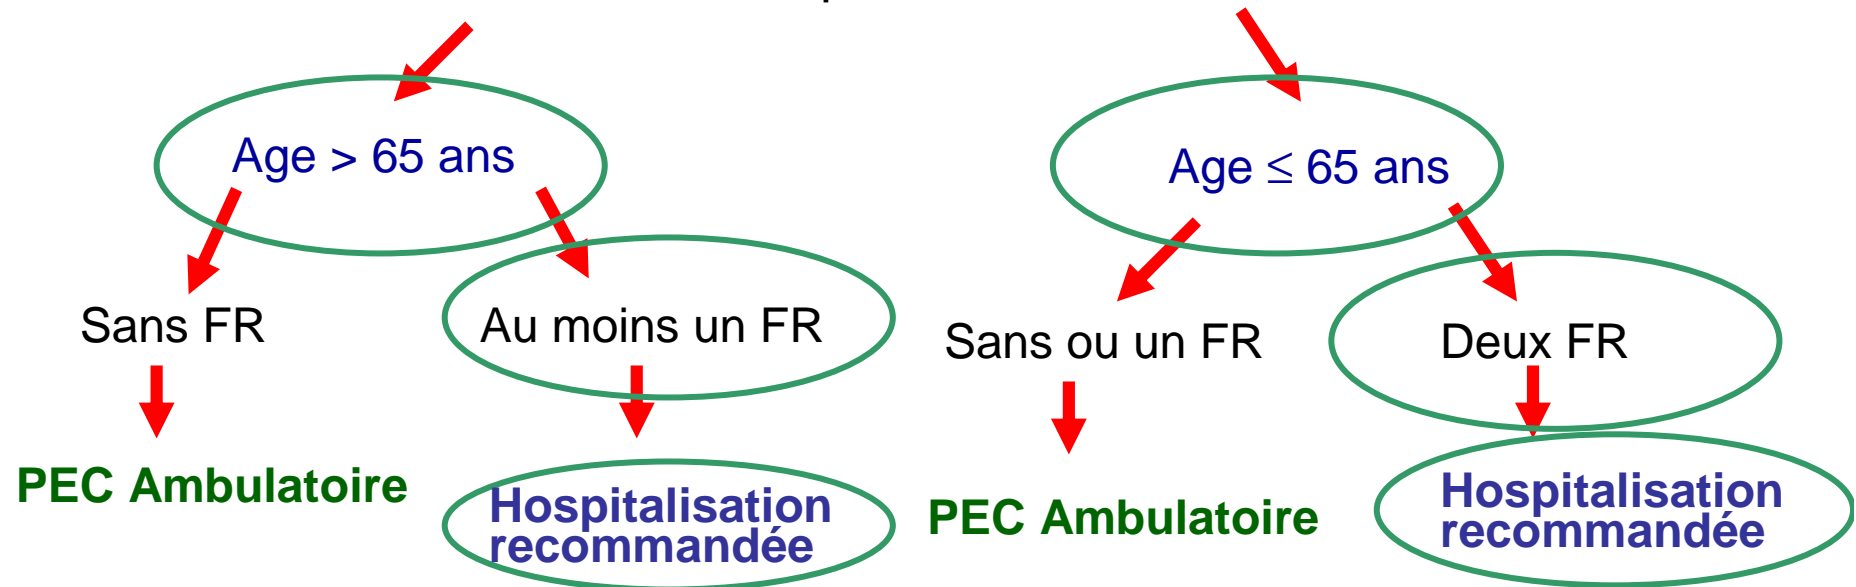 Age > 65 ans
Age ≤ 65 ans
Sans FR
Au moins un FR
Sans ou un FR
Deux FR
PEC Ambulatoire
Hospitalisation
recommandée
PEC Ambulatoire
Hospitalisation
recommandée